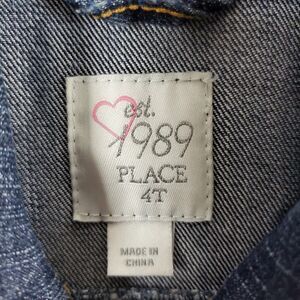 est.
1989
PLACE
4T
MADE IN
CHINA